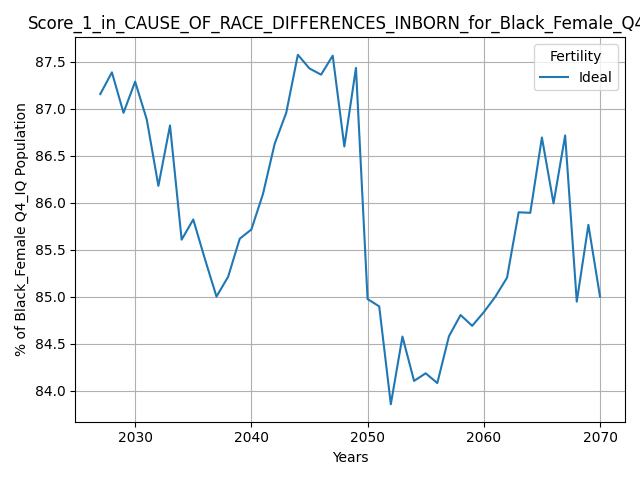 Score_1_in_CAUSE_OF_RACE_DIFFERENCES_INBORN_for_Black_Female_Q4
Fertility
Ideal
87.5
87.0
86.5
86.0
85.5
85.0
84.5
84.0
% of Black_Female Q4_IQ Population
2030 2040 2050 2060 2070
Years